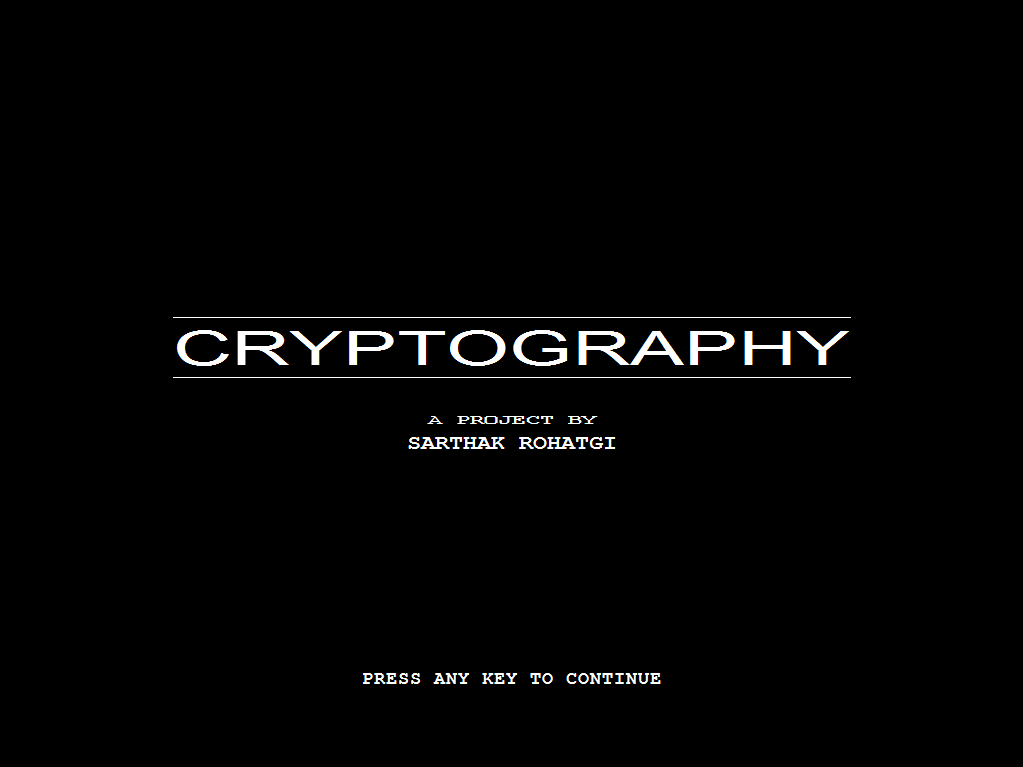 CRYPTOGRAPHY
A PROJECT BY
SARTHAK ROHATGI
PRESS ANY KEY TO CONTINUE